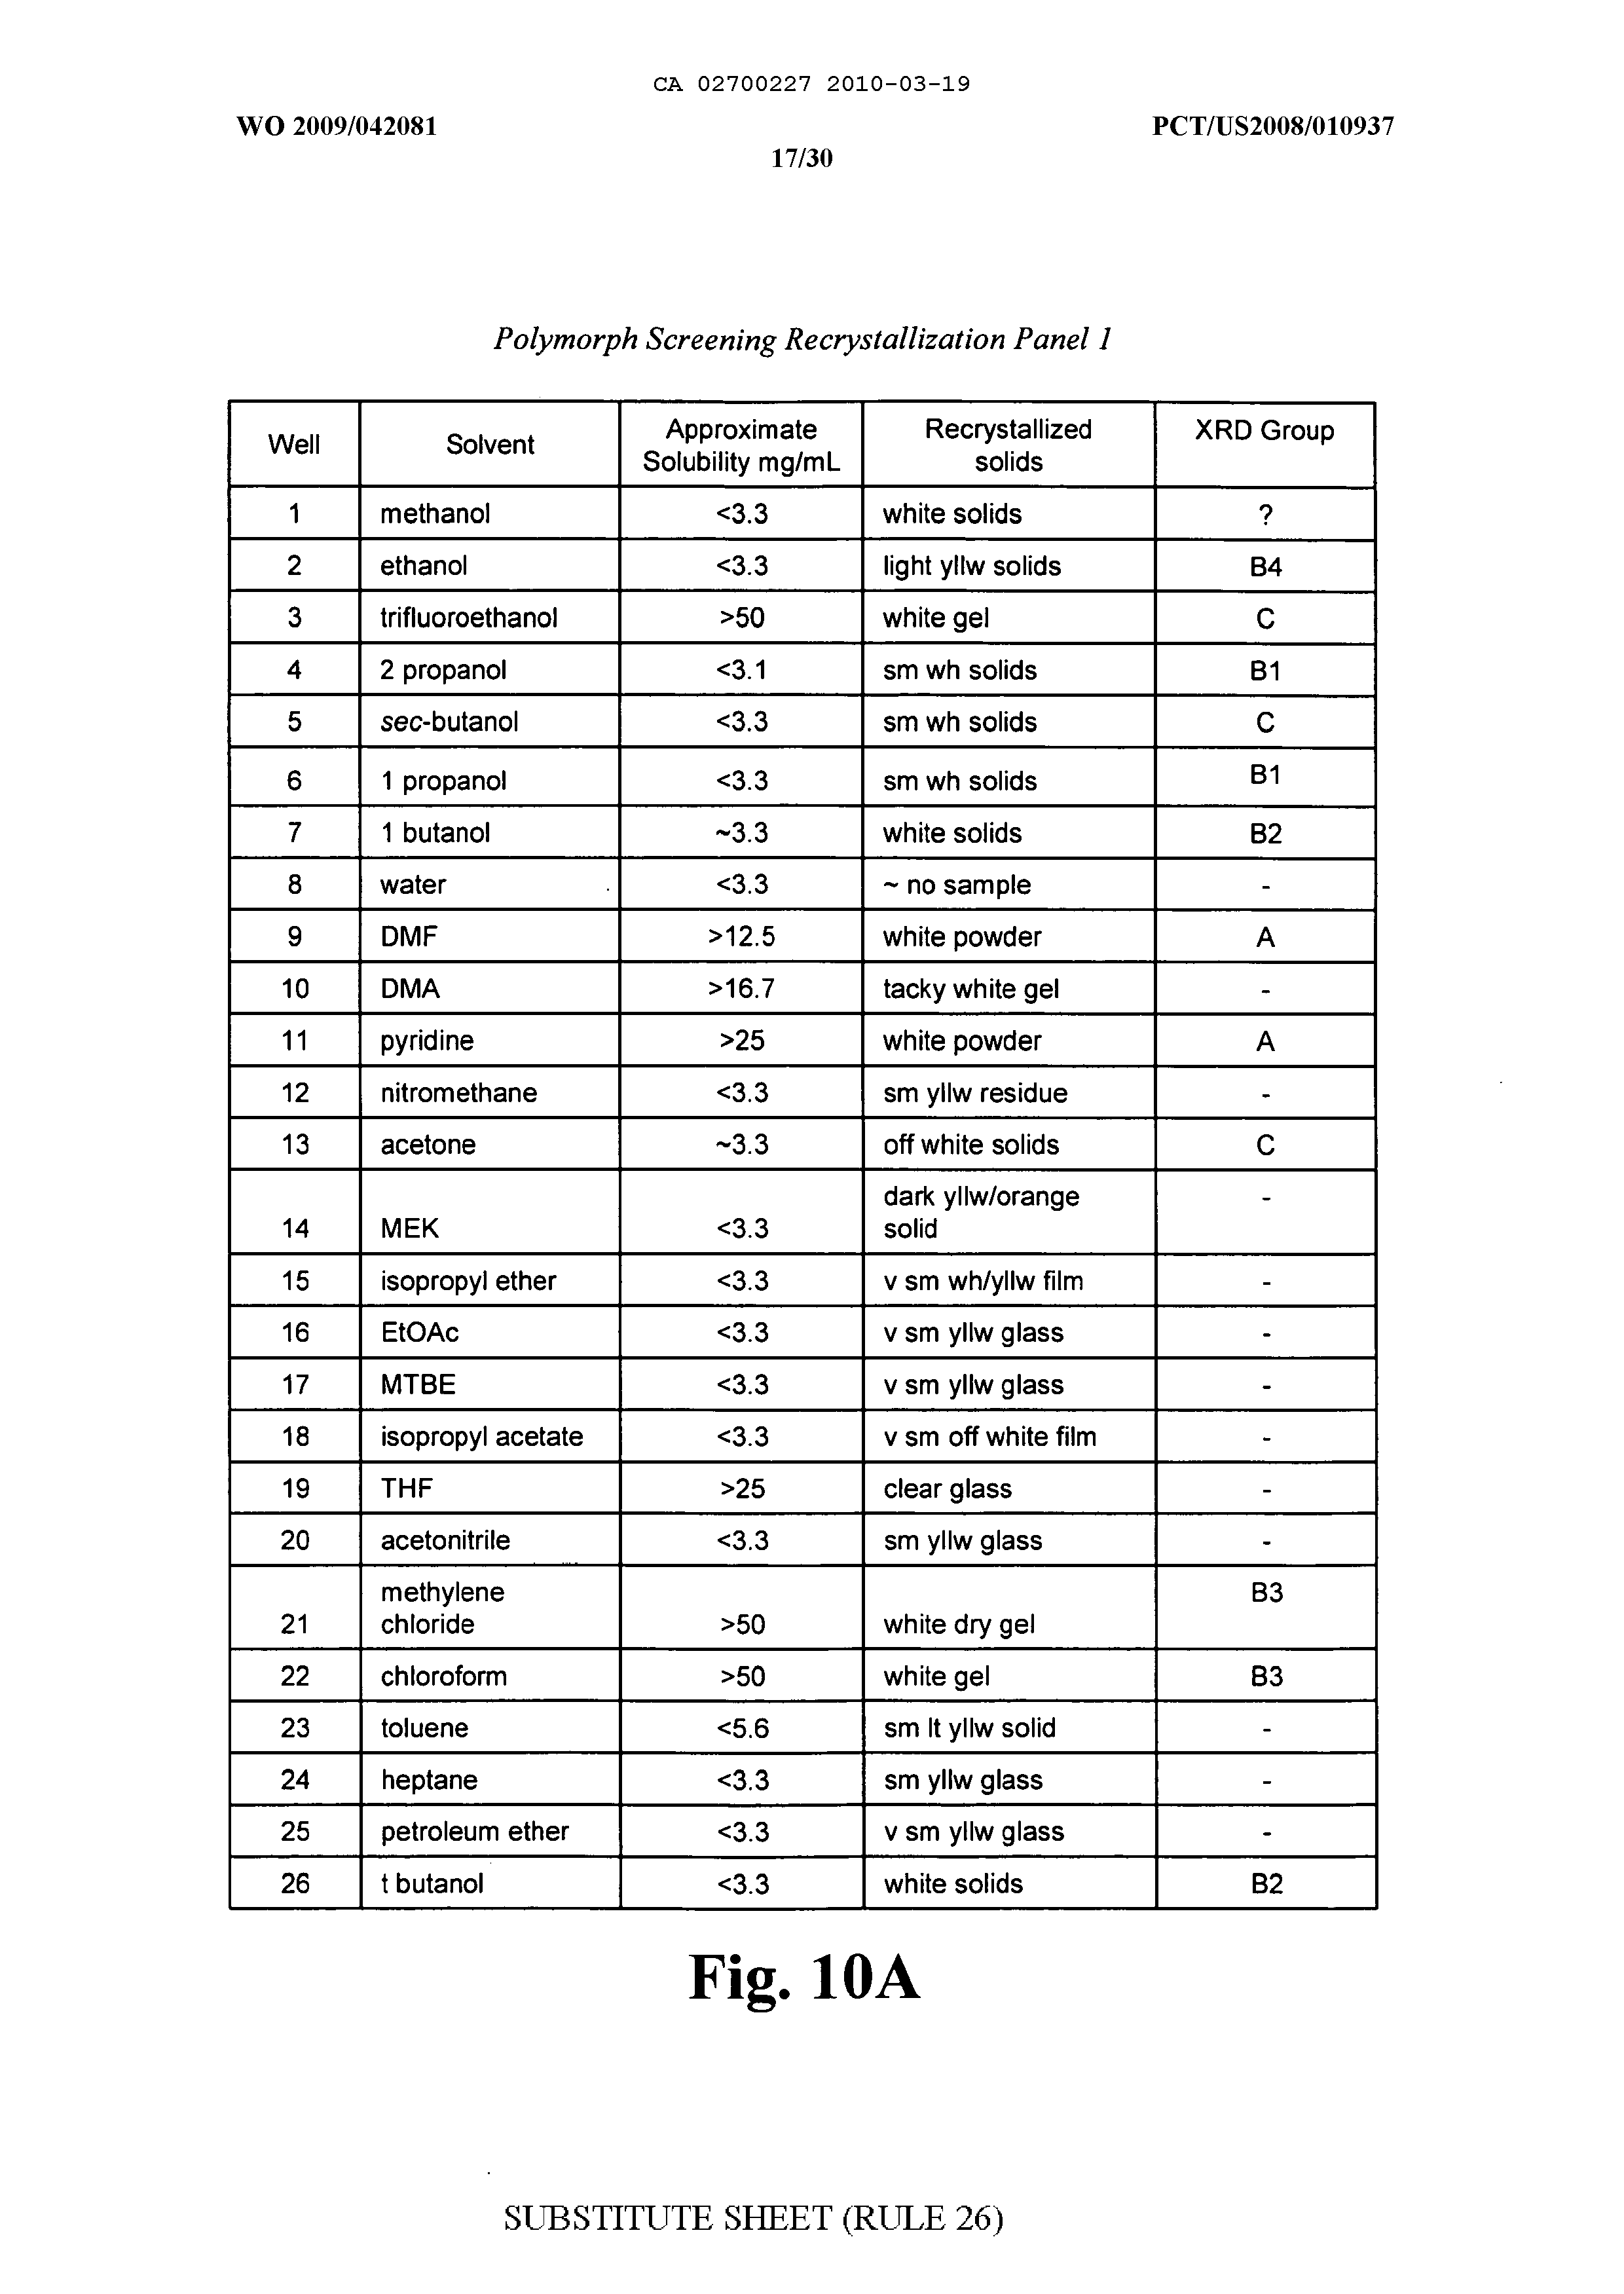 CA 02700227 2010-03-19
WO 2009/042081 PCT/US2008/010937
17/30
Polymorph Screening Recrystallization Panel 1
Well Solvent Approximate Solubility mg/mL Recrystallized solids XRD Group
1 methanol <3.3 white solids ?
2 ethanol <3.3 light yllw solids B4
3 trifluoroethanol >50 white gel C
4 2 propanol <3.1 sm wh solids B1
5 sec-butanol <3.3 sm wh solids C
6 1 propanol <3.3 sm wh solids B1
7 1 butanol ~3.3 white solids B2
8 water <3.3 ~ no sample -
9 DMF >12.5 white powder A
10 DMA >16.7 tacky white gel -
11 pyridine >25 white powder A
12 nitromethane <3.3 sm yllw residue -
13 acetone ~3.3 off white solids C
14 MEK <3.3 dark yllw/orange solid -
15 isopropyl ether <3.3 v sm wh/yllw film -
16 EtOAc <3.3 v sm yllw glass -
17 MTBE <3.3 v sm yllw glass -
18 isopropyl acetate <3.3 v sm off white film -
19 THF >25 clear glass -
20 acetonitrile <3.3 sm yllw glass -
21 methylene chloride >50 white dry gel B3
22 chloroform >50 white gel B3
23 toluene <5.6 sm lt yllw solid -
24 heptane <3.3 sm yllw glass -
25 petroleum ether <3.3 v sm yllw glass -
26 t butanol <3.3 white solids B2
Fig. 10A
SUBSTITUTE SHEET (RULE 26)